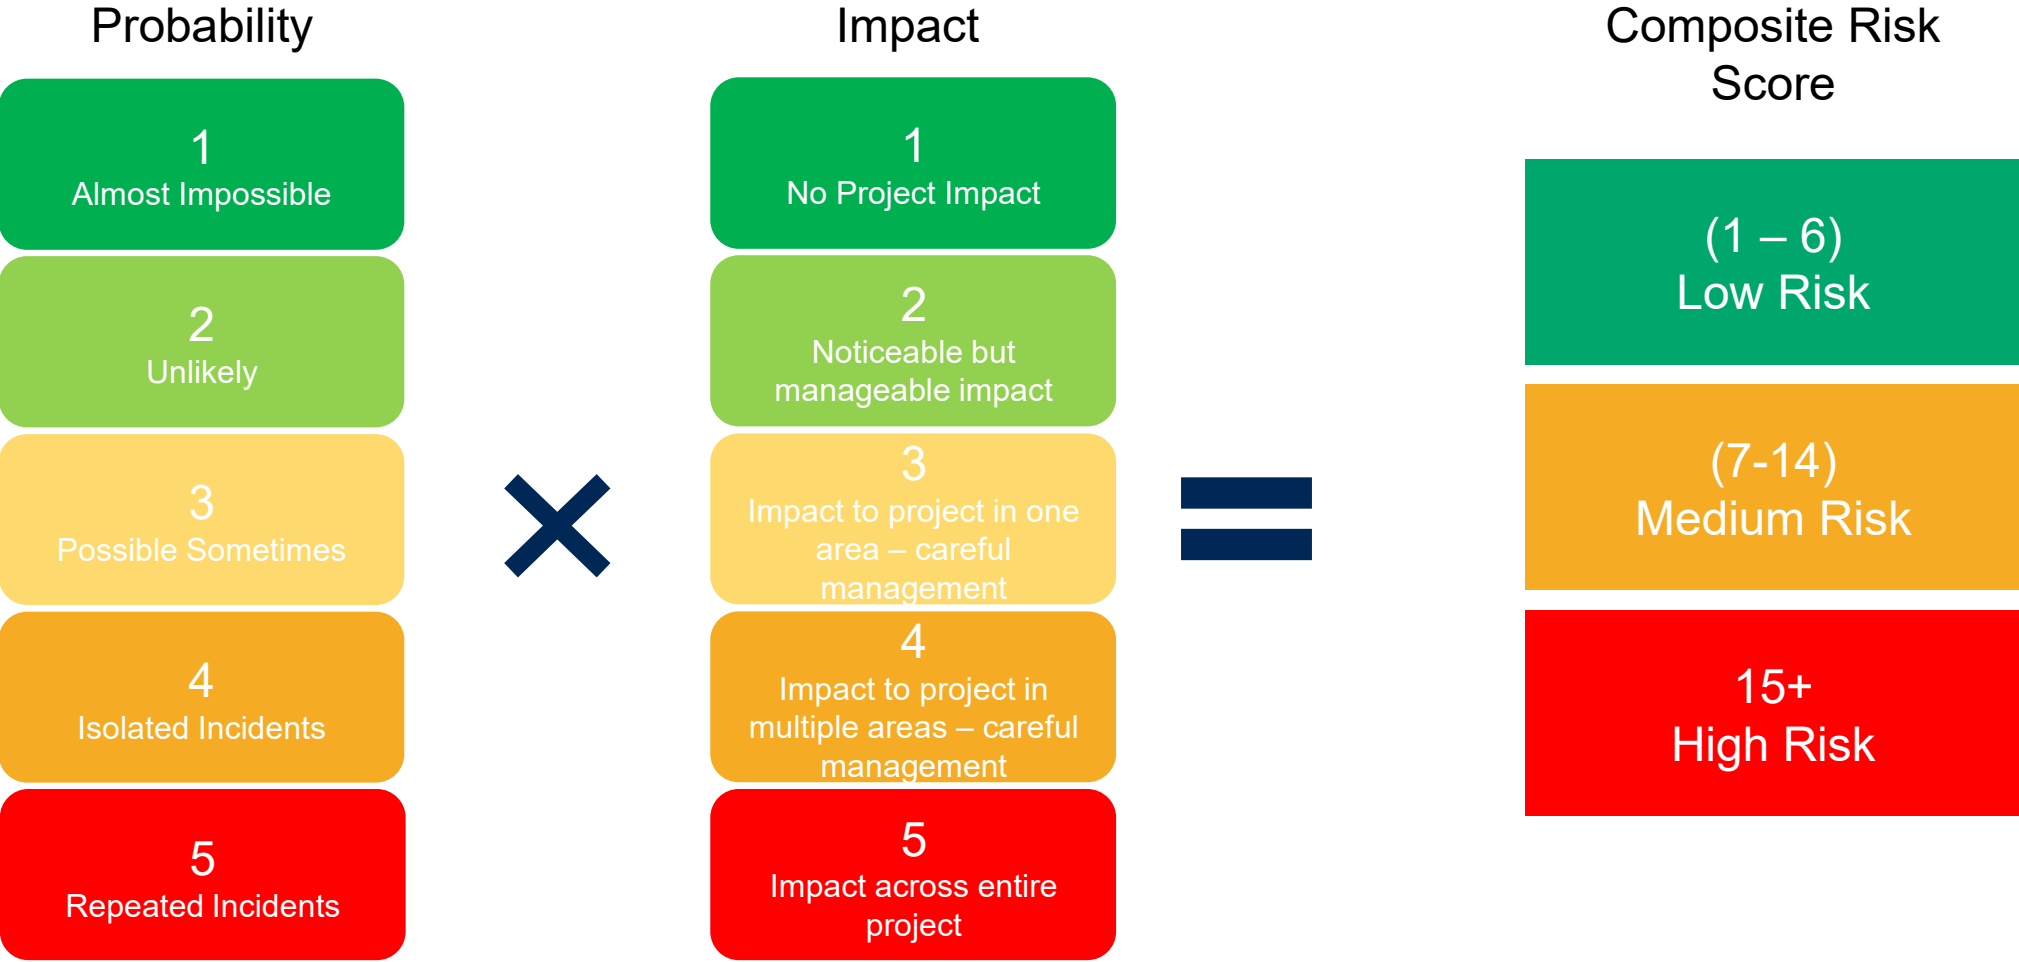 Probability
1
Almost Impossible
2
Unlikely
3
Possible Sometimes
4
Isolated Incidents
5
Repeated Incidents
Impact
1
No Project Impact
2
Noticeable but
manageable impact
3
Impact to project in one
area – careful
management
4
Impact to project in
multiple areas – careful
management
5
Impact across entire
project
Composite Risk
Score
(1 – 6)
Low Risk
(7-14)
Medium Risk
15+
High Risk